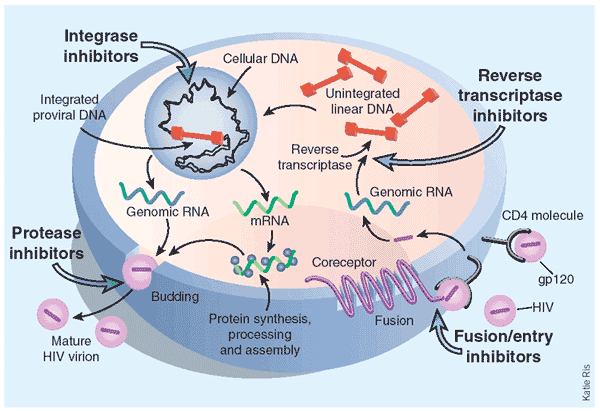 Integrase
inhibitors
Cellular DNA
Unintegrated
linear DNA
Reverse
transcriptase
inhibitors
Integrated
proviral DNA
Reverse
transcriptase
Genomic RNA
Genomic RNA
mRNA
CD4 molecule
gp120
Protease
inhibitors
Coreceptor
Budding
Fusion
HIV
Mature
HIV virion
Protein synthesis,
processing
and assembly
Fusion/entry
inhibitors
Katie Ris